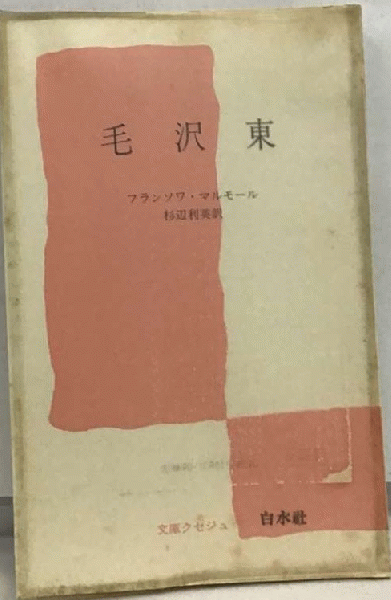 毛沢東
フランソワ・マルモール
杉辺利英訳
文庫クセジュ
白水社